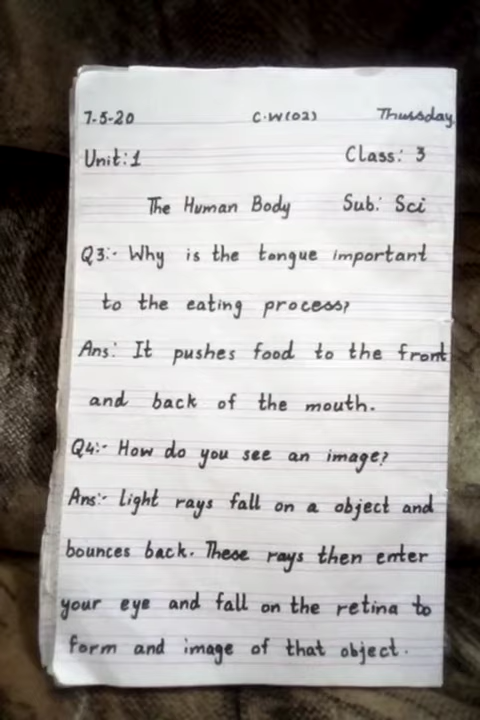 7-5-20 C.W(02) Thursday
Unit:1 Class: 3
The Human Body Sub: Sci
Q3:- Why is the tongue important
to the eating process?
Ans: It pushes food to the front
and back of the mouth.
Q4:- How do you see an image?
Ans:- Light rays fall on a object and
bounces back. These rays then enter
your eye and fall on the retina to
form and image of that object.